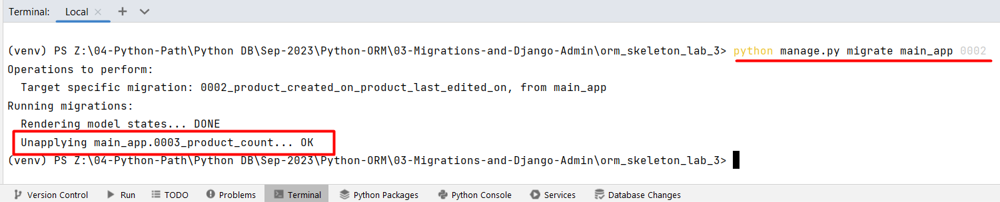 Terminal: Local × + ⌄
(venv) PS Z:\04-Python-Path\Python DB\Sep-2023\Python-ORM\03-Migrations-and-Django-Admin\orm_skeleton_lab_3> python manage.py migrate main_app 0002
Operations to perform:
  Target specific migration: 0002_product_created_on_product_last_edited_on, from main_app
Running migrations:
  Rendering model states... DONE
  Unapplying main_app.0003_product_count... OK
(venv) PS Z:\04-Python-Path\Python DB\Sep-2023\Python-ORM\03-Migrations-and-Django-Admin\orm_skeleton_lab_3>
Version Control Run TODO Problems Terminal Python Packages Python Console Services Database Changes